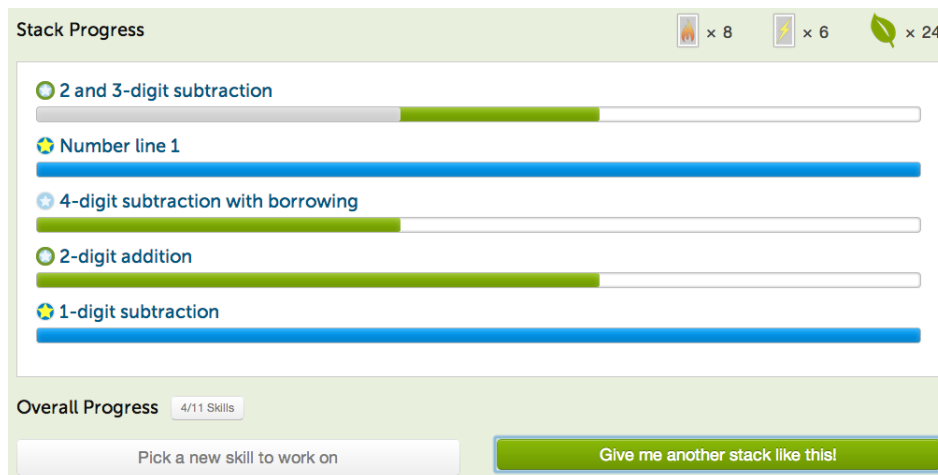 Stack Progress × 8 × 6 × 24
2 and 3-digit subtraction
Number line 1
4-digit subtraction with borrowing
2-digit addition
1-digit subtraction
Overall Progress 4/11 Skills
Pick a new skill to work on Give me another stack like this!